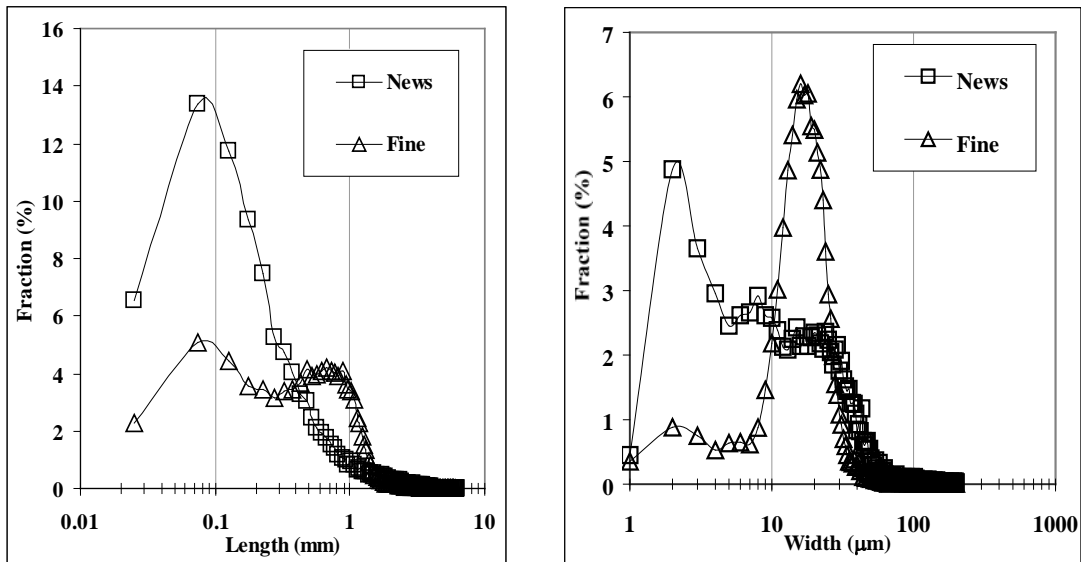 16
14
12
10
8
6
4
2
0
Fraction (%)
News
Fine
0.01 0.1 1 10
Length (mm)
7
6
5
4
3
2
1
0
Fraction (%)
News
Fine
1 10 100 1000
Width (μm)